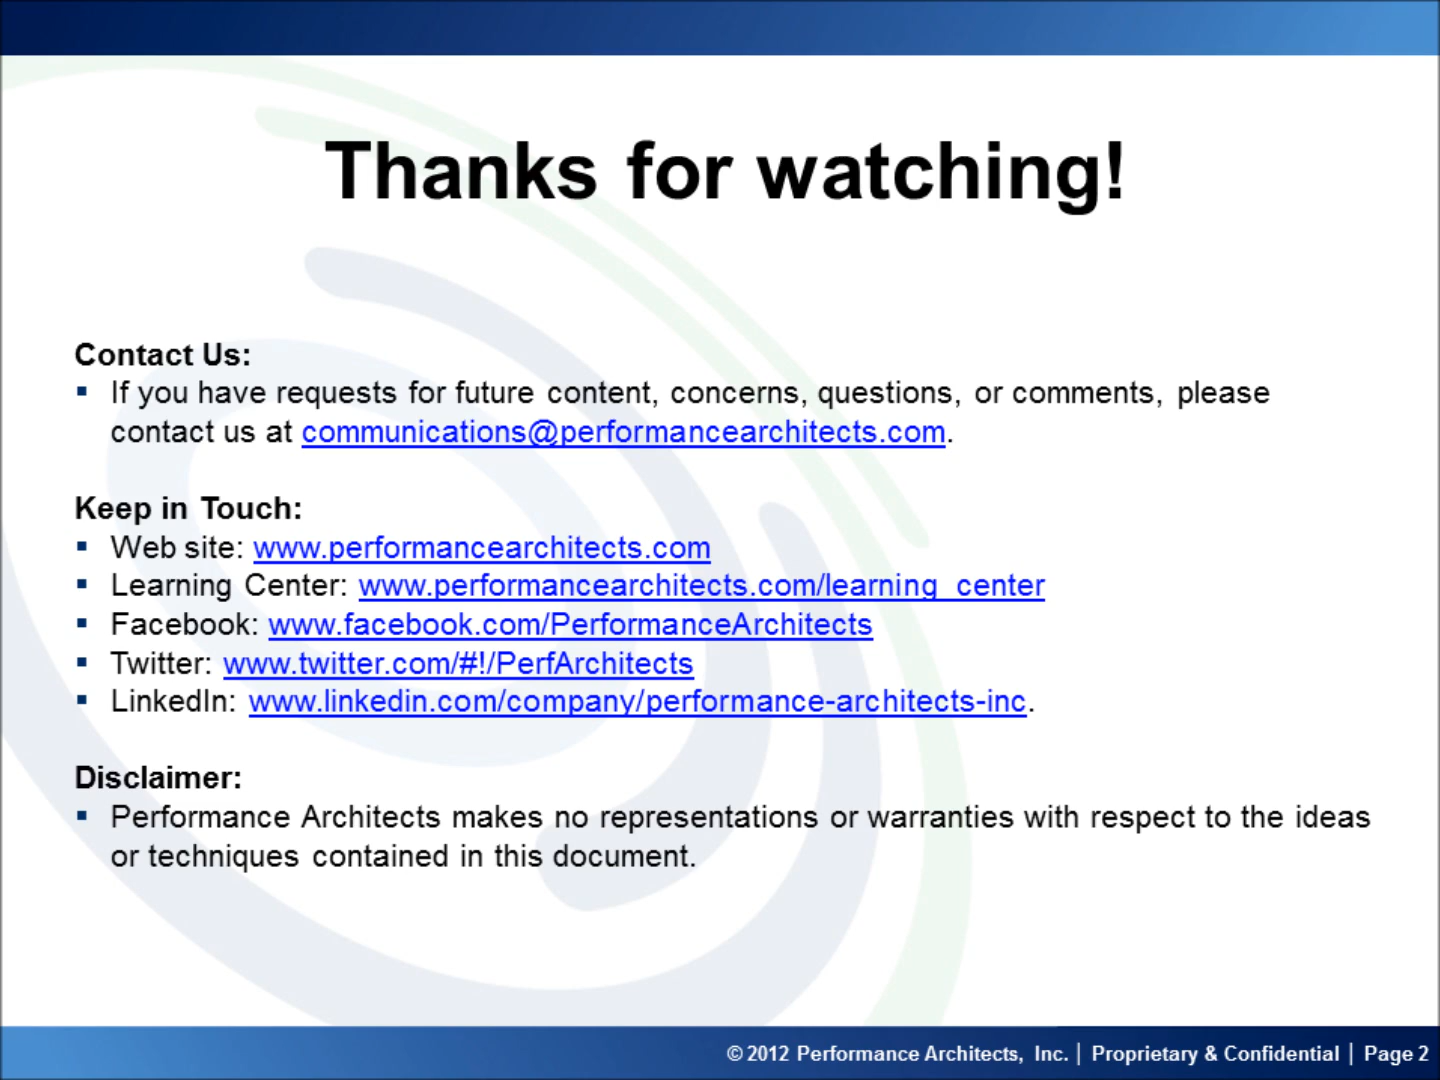 Thanks for watching!
Contact Us:
▪ If you have requests for future content, concerns, questions, or comments, please
contact us at communications@performancearchitects.com.
Keep in Touch:
▪ Web site: www.performancearchitects.com
▪ Learning Center: www.performancearchitects.com/learning_center
▪ Facebook: www.facebook.com/PerformanceArchitects
▪ Twitter: www.twitter.com/#!/PerfArchitects
▪ LinkedIn: www.linkedin.com/company/performance-architects-inc.
Disclaimer:
▪ Performance Architects makes no representations or warranties with respect to the ideas
or techniques contained in this document.
© 2012 Performance Architects, Inc. | Proprietary & Confidential | Page 2